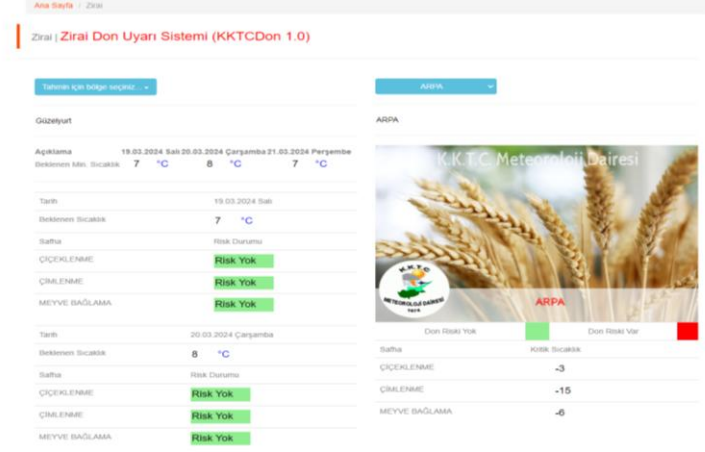 Ana Sayfa / Zirai
Zirai | Zirai Don Uyarı Sistemi (KKTCDon 1.0)
Tahmin için bölge seçiniz...
Güzelyurt
Açıklama 19.03.2024 Salı 20.03.2024 Çarşamba 21.03.2024 Perşembe
Beklenen Min. Sıcaklık 7 °C 8 °C 7 °C
Tarih 19.03.2024 Salı
Beklenen Sıcaklık 7 °C
Safha Risk Durumu
ÇİÇEKLENME Risk Yok
ÇİMLENME Risk Yok
MEYVE BAĞLAMA Risk Yok
Tarih 20.03.2024 Çarşamba
Beklenen Sıcaklık 8 °C
Safha Risk Durumu
ÇİÇEKLENME Risk Yok
ÇİMLENME Risk Yok
MEYVE BAĞLAMA Risk Yok
ARPA
ARPA
K.K.T.C. Meteoroloji Dairesi
K.K.T.C.
METEOROLOJİ DAİRESİ
1974
ARPA
Don Riski Yok Don Riski Var
Safha Kritik Sıcaklık
ÇİÇEKLENME -3
ÇİMLENME -15
MEYVE BAĞLAMA -6